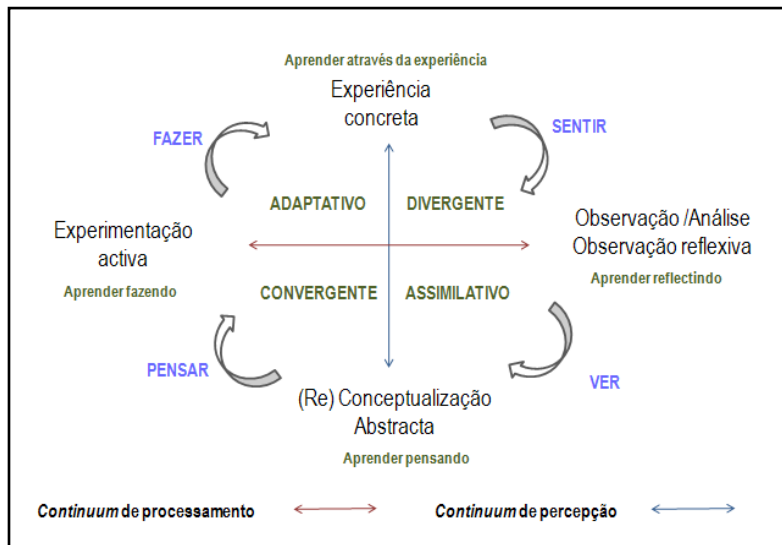 Aprender através da experiência
Experiência
concreta
FAZER
SENTIR
ADAPTATIVO
DIVERGENTE
Experimentação
activa
Aprender fazendo
Observação /Análise
Observação reflexiva
Aprender reflectindo
CONVERGENTE
ASSIMILATIVO
PENSAR
VER
(Re) Conceptualização
Abstracta
Aprender pensando
Continuum de processamento
Continuum de percepção